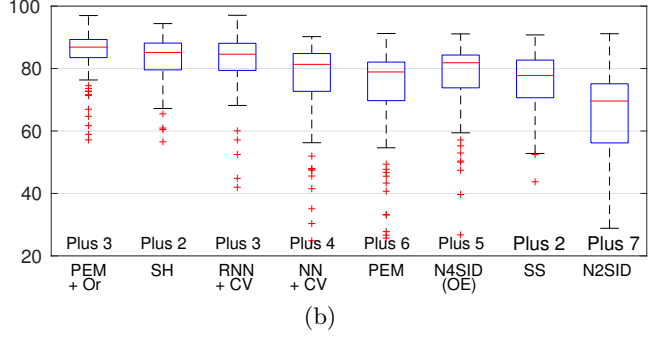 100
80
60
40
20
Plus 3 Plus 2 Plus 3 Plus 4 Plus 6 Plus 5 Plus 2 Plus 7
PEM SH RNN NN PEM N4SID SS N2SID
+ Or + CV + CV (OE)
(b)